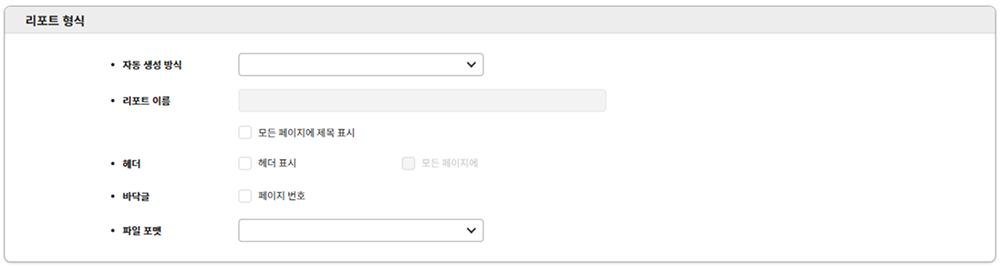 리포트 형식
• 자동 생성 방식
• 리포트 이름
모든 페이지에 제목 표시
• 헤더 헤더 표시 모든 페이지에
• 바닥글 페이지 번호
• 파일 포맷